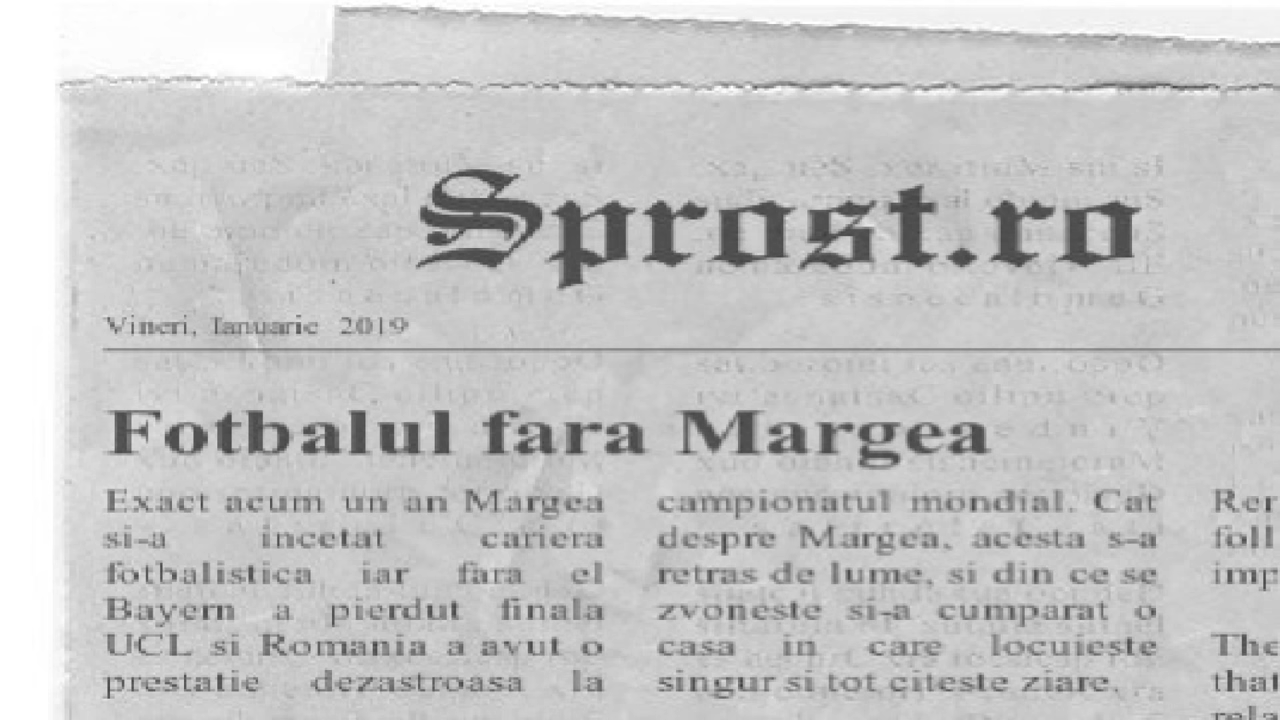 Sprost.ro
Vineri, Ianuarie 2019
Fotbalul fara Margea
Exact acum un an Margea
si-a incetat cariera
fotbalistica iar fara el
Bayern a pierdut finala
UCL si Romania a avut o
prestatie dezastroasa la
campionatul mondial. Cat
despre Margea, acesta s-a
retras de lume, si din ce se
zvoneste si-a cumparat o
casa in care locuieste
singur si tot citeste ziare.
The
that